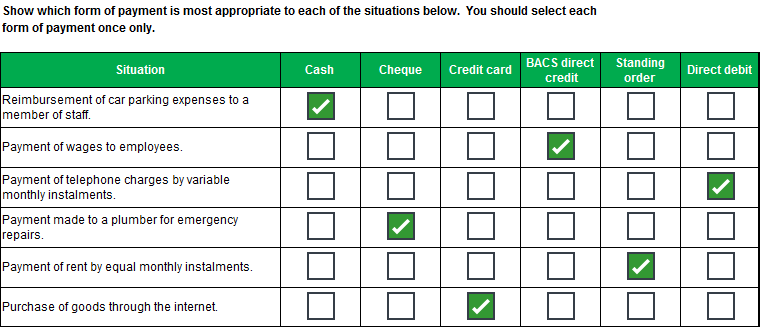 Show which form of payment is most appropriate to each of the situations below.  You should select each
form of payment once only.
Situation
Cash
Cheque
Credit card
BACS direct
credit
Standing
order
Direct debit
Reimbursement of car parking expenses to a
member of staff.
Payment of wages to employees.
Payment of telephone charges by variable
monthly instalments.
Payment made to a plumber for emergency
repairs.
Payment of rent by equal monthly instalments.
Purchase of goods through the internet.